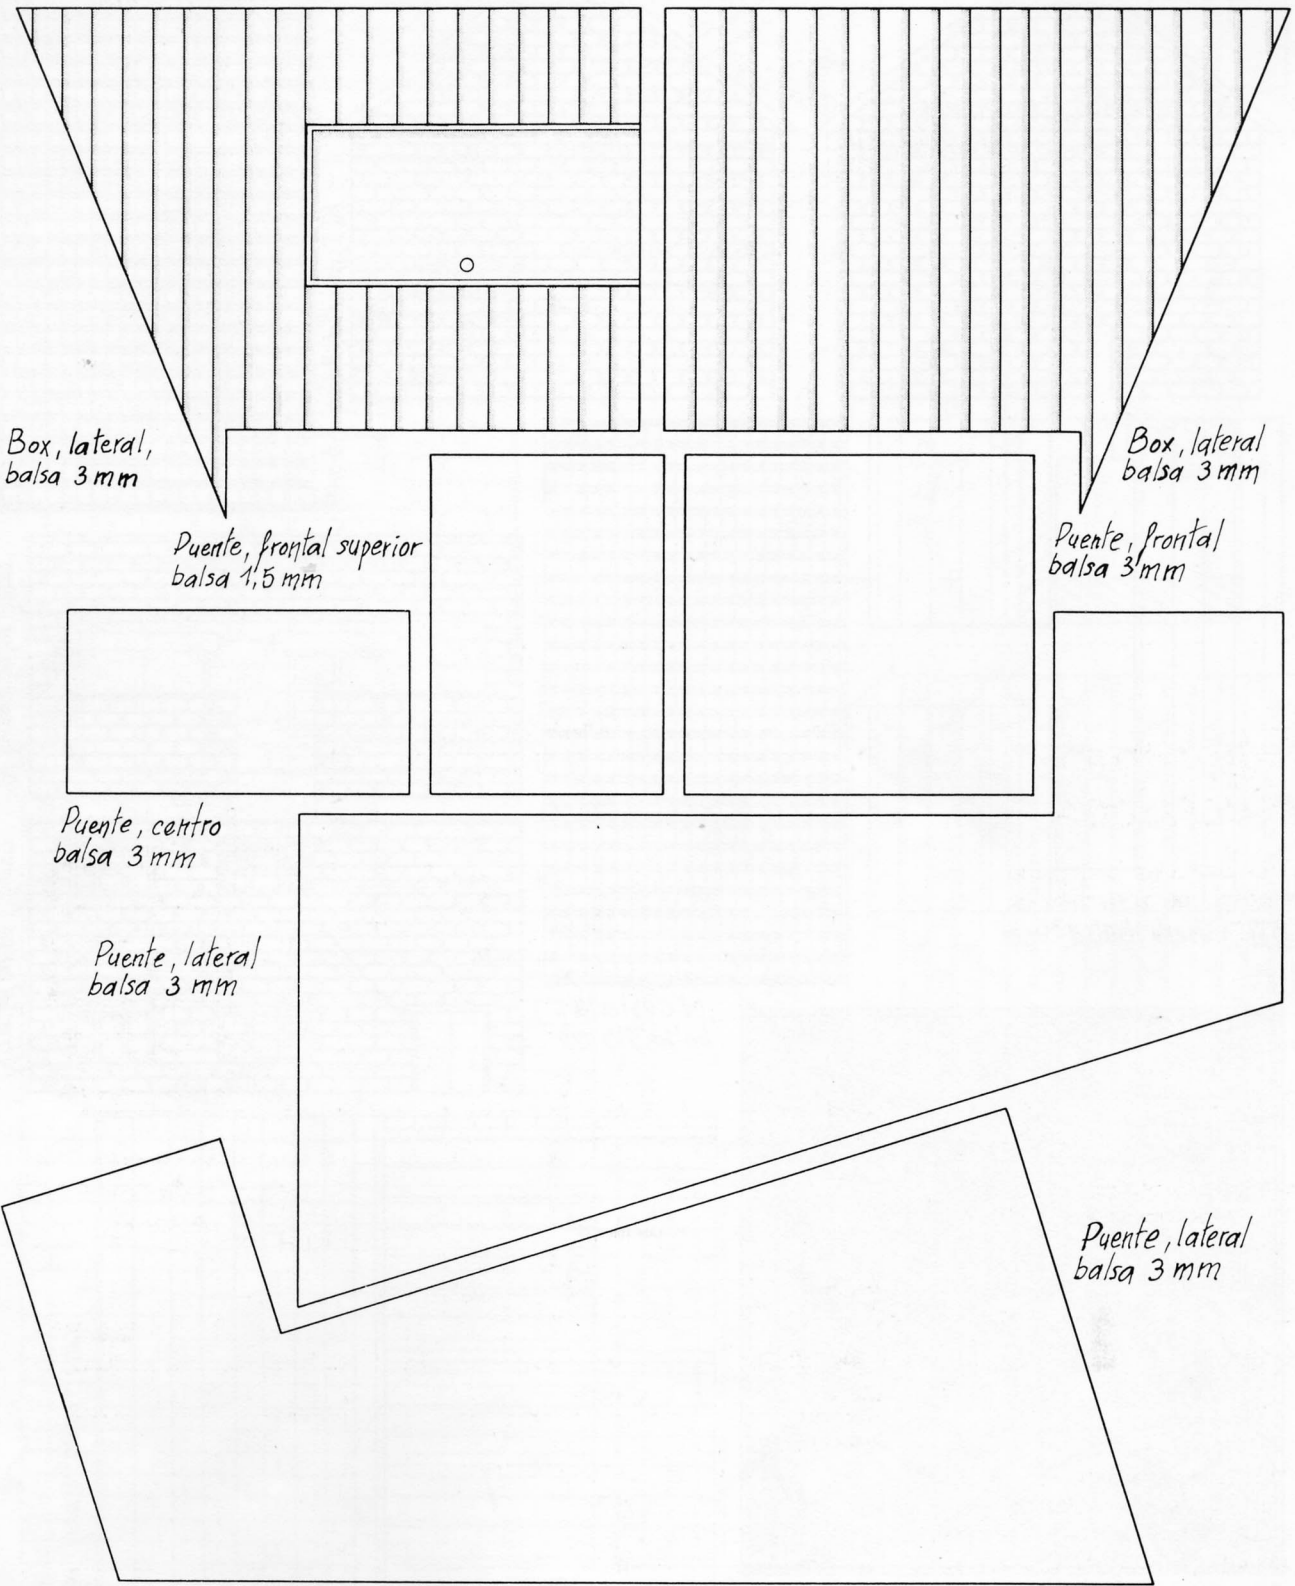 Box, lateral,
balsa 3 mm
Box, lateral
balsa 3 mm
Puente, frontal superior
balsa 1,5 mm
Puente, frontal
balsa 3 mm
Puente, centro
balsa 3 mm
Puente, lateral
balsa 3 mm
Puente, lateral
balsa 3 mm